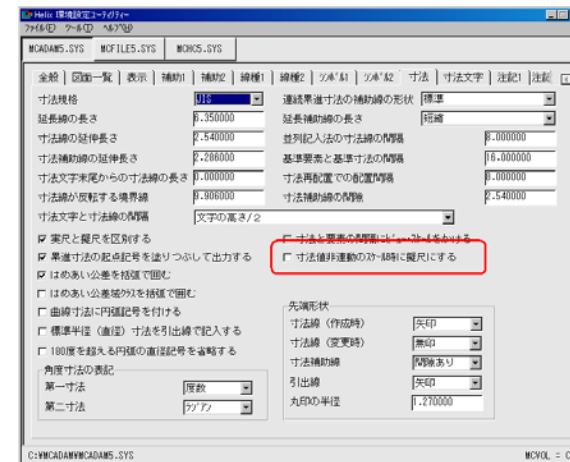 Helix 環境設定ユーティリティー
ファイル(F) ツール(T) ヘルプ(H)
MCADAM5.SYS MCFILE5.SYS MCHC5.SYS
全般 図面一覧 表示 補助1 補助2 線種1 線種2 シンボル1 シンボル2 寸法 寸法文字 注記1 注記
寸法規格 JIS 連続累進寸法の補助線の形状 標準
延長線の長さ 6.350000 延長補助線の長さ 短縮
寸法線の延伸長さ 2.540000 並列記入法の寸法線の間隔 8.000000
寸法補助線の延伸長さ 2.286000 基準要素と基準寸法の間隔 16.000000
寸法文字末尾からの寸法線の長さ 0.000000 寸法再配置での配置間隔 8.000000
寸法線が反転する境界線 9.906000 寸法補助線の間隙 2.540000
寸法文字と寸法線の間隔 文字の高さ/2
実尺と擬尺を区別する 寸法と要素の間隔にビュー・スケールをかける
累進寸法の起点記号を塗りつぶして出力する 寸法値非連動のスケール時に擬尺にする
はめあい公差を括弧で囲む
はめあい公差域クラスを括弧で囲む
曲線寸法に円弧記号を付ける
標準半径(直径)寸法を引出線で記入する
180度を超える円弧の直径記号を省略する
角度寸法の表記
第一寸法 度数
第二寸法 ラジアン
先端形状
寸法線(作成時) 矢印
寸法線(変更時) 無印
寸法補助線 間隙あり
引出線 矢印
丸印の半径 1.270000
C:¥MCADAM¥MCADAM5.SYS MCVOL = C